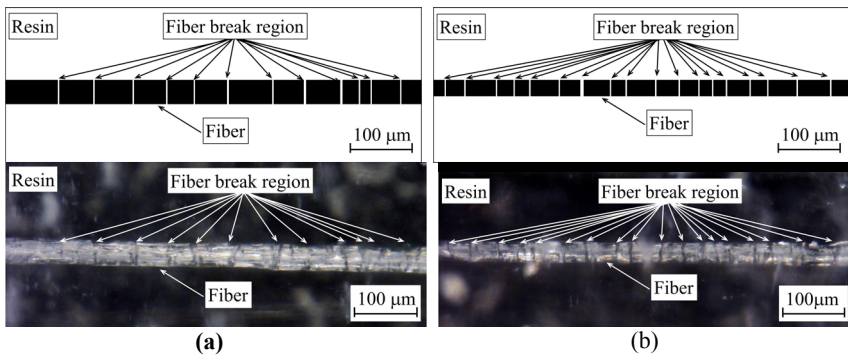 Resin
Fiber break region
Fiber
100 μm
Resin
Fiber break region
Fiber
100 μm
Resin
Fiber break region
Fiber
100 μm
Resin
Fiber break region
Fiber
100μm
(a)
(b)